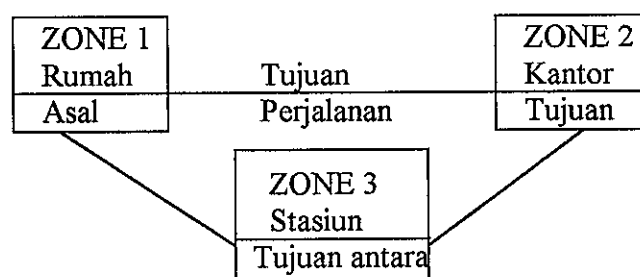 ZONE 1
Rumah
Asal
Tujuan
Perjalanan
ZONE 2
Kantor
Tujuan
ZONE 3
Stasiun
Tujuan antara